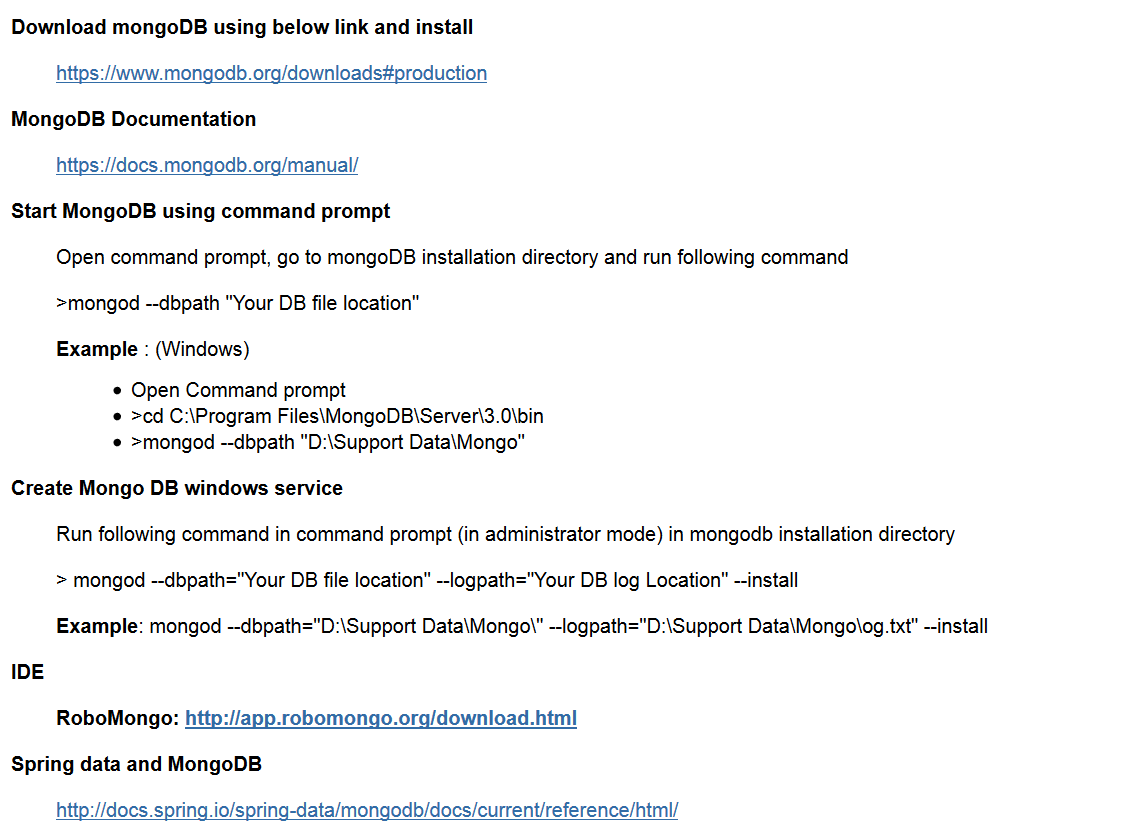 Download mongoDB using below link and install
https://www.mongodb.org/downloads#production
MongoDB Documentation
https://docs.mongodb.org/manual/
Start MongoDB using command prompt
Open command prompt, go to mongoDB installation directory and run following command
>mongod --dbpath "Your DB file location"
Example : (Windows)
• Open Command prompt
• >cd C:\Program Files\MongoDB\Server\3.0\bin
• >mongod --dbpath "D:\Support Data\Mongo"
Create Mongo DB windows service
Run following command in command prompt (in administrator mode) in mongodb installation directory
> mongod --dbpath="Your DB file location" --logpath="Your DB log Location" --install
Example: mongod --dbpath="D:\Support Data\Mongo\" --logpath="D:\Support Data\Mongo\og.txt" --install
IDE
RoboMongo: http://app.robomongo.org/download.html
Spring data and MongoDB
http://docs.spring.io/spring-data/mongodb/docs/current/reference/html/